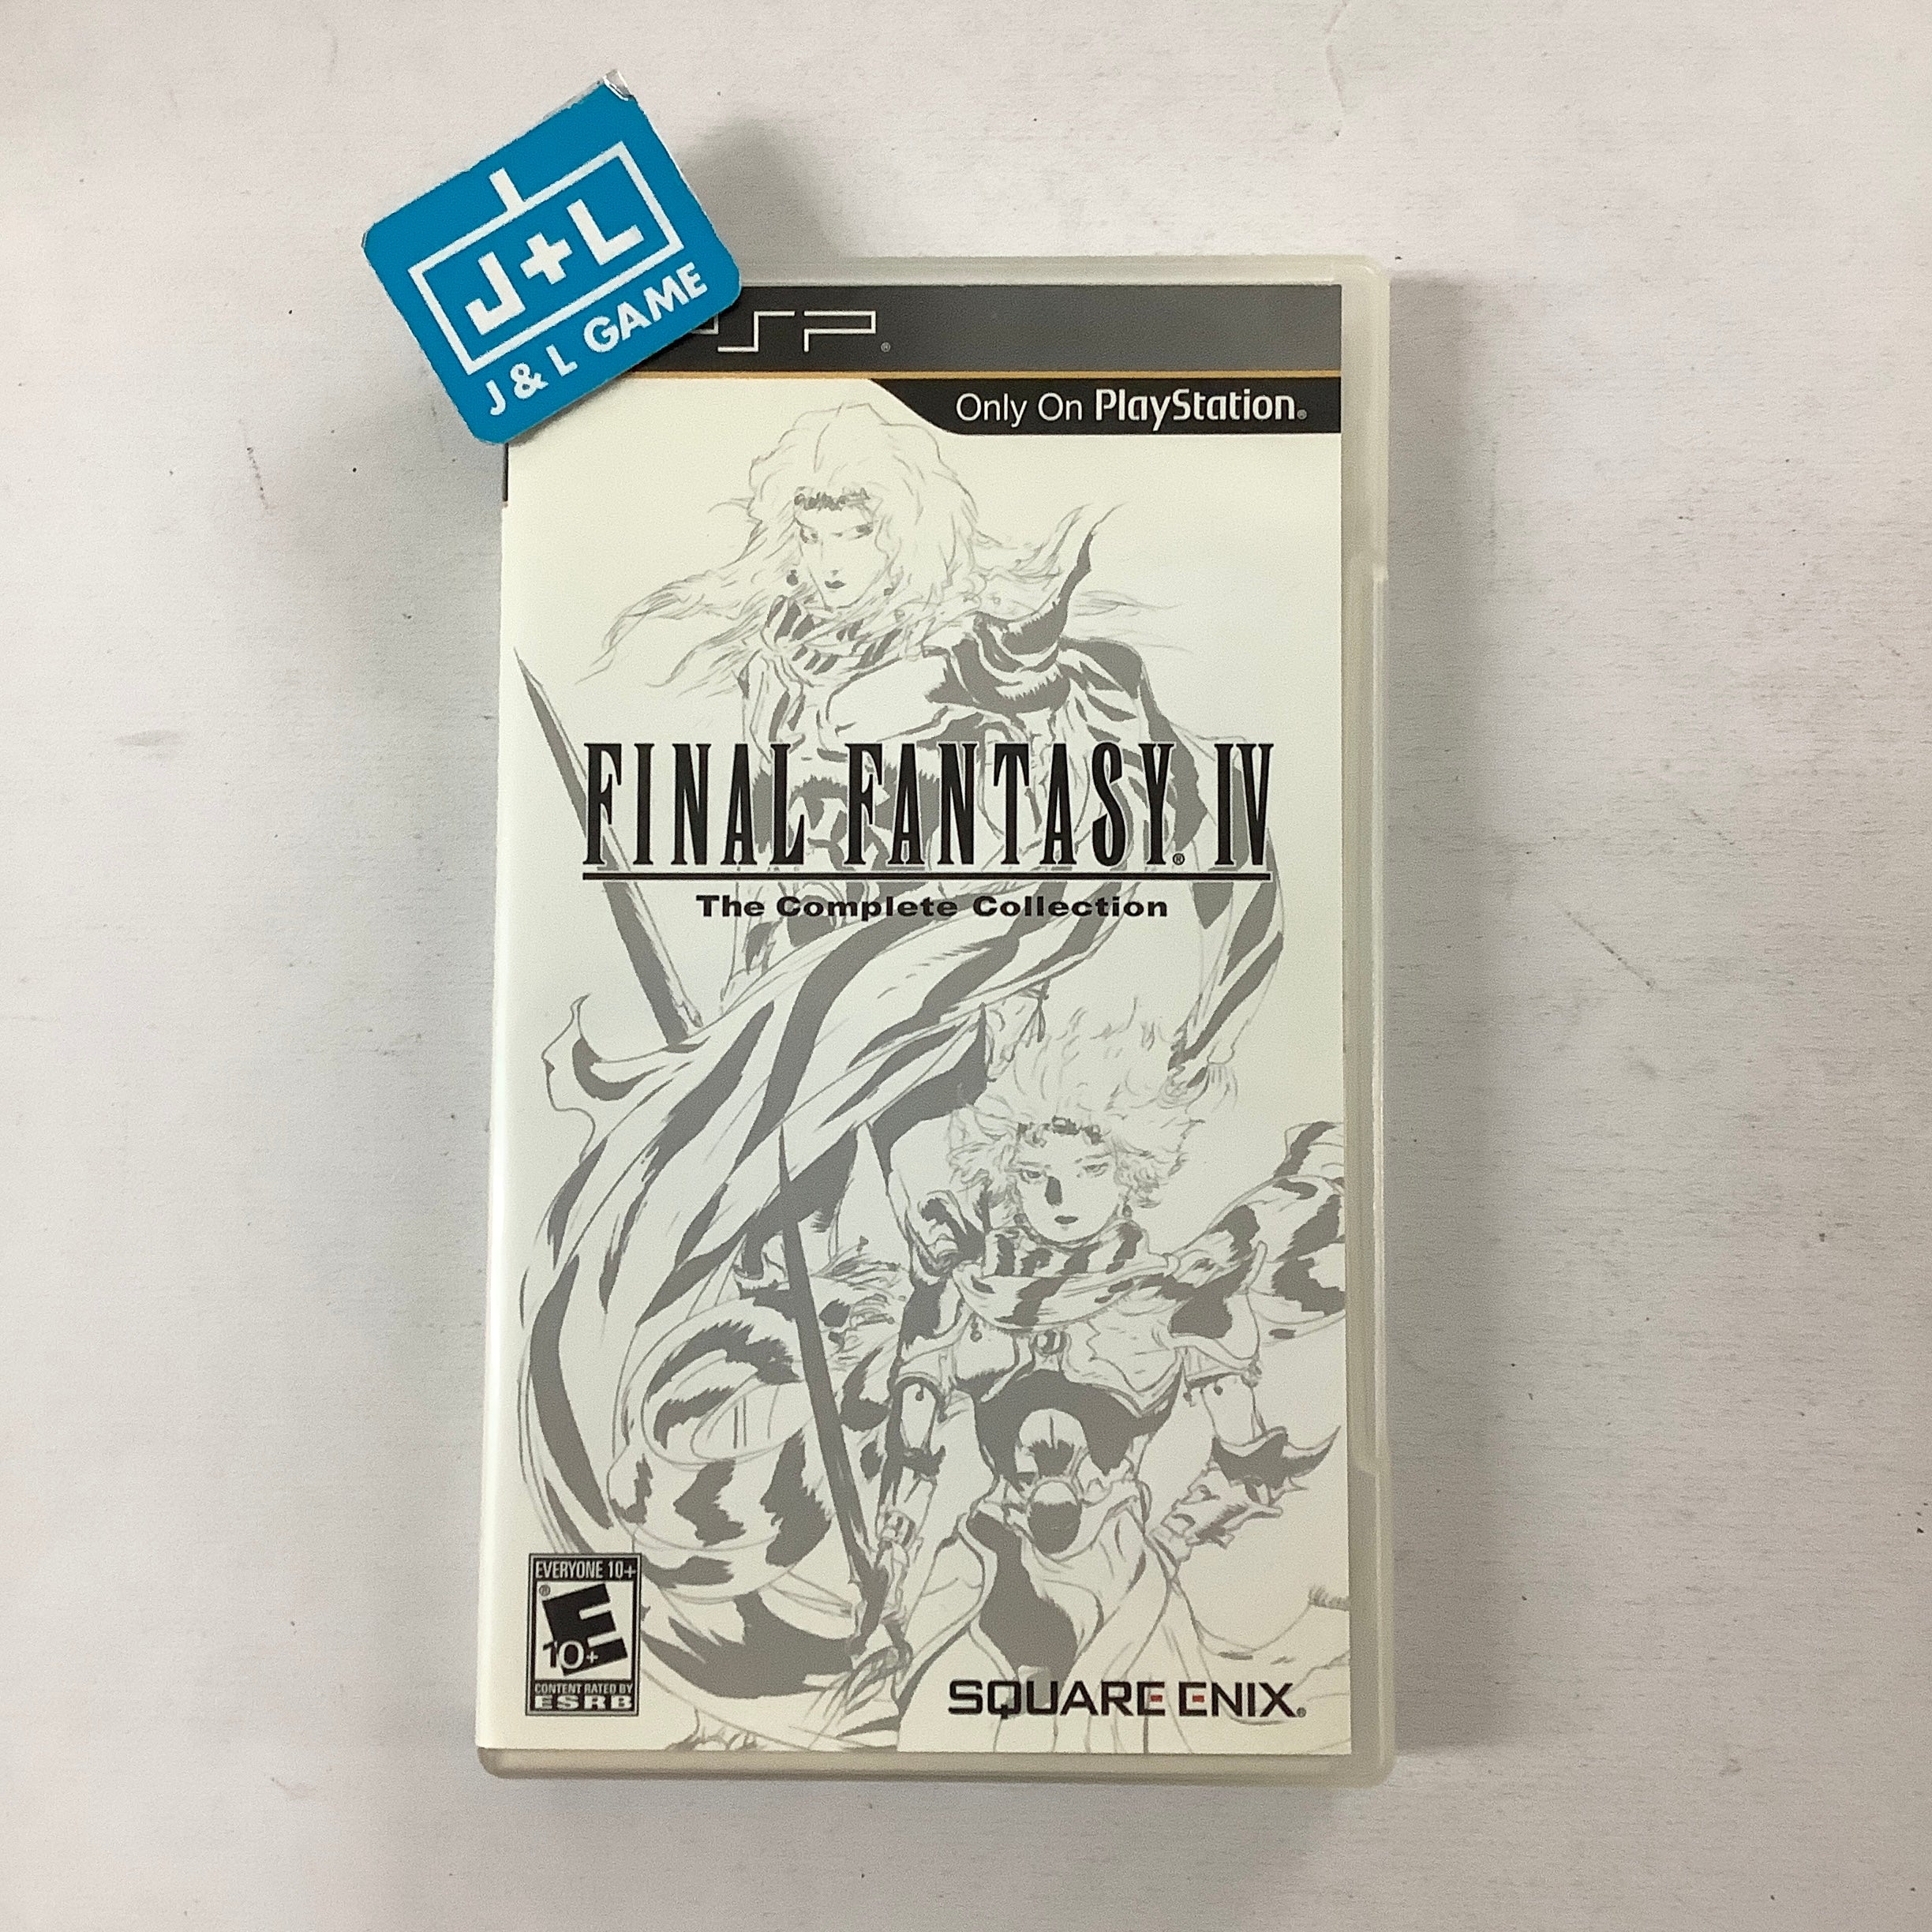 J+L
J & L GAME
PSP®
Only On PlayStation®
FINAL FANTASY® IV
The Complete Collection
EVERYONE 10+
®
E
10+
CONTENT RATED BY
ESRB
SQUARE ENIX®